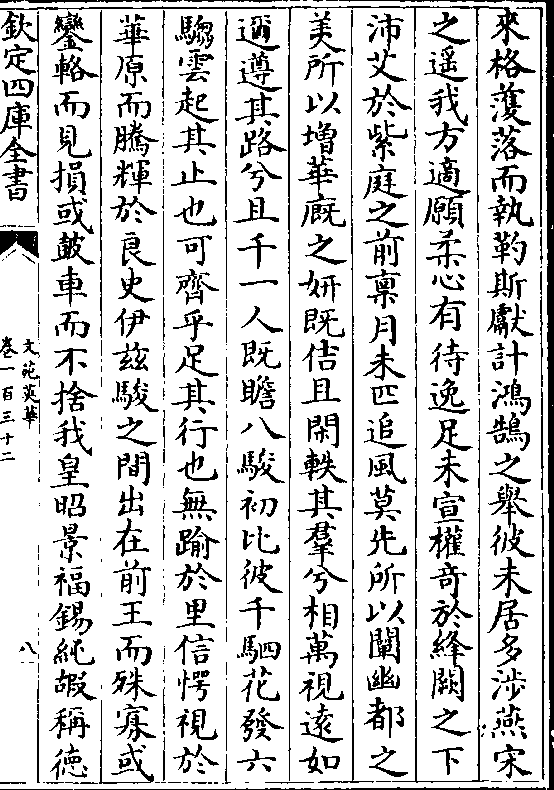 來格濩落而執靮斯獻計鴻鵠之舉彼未居多涉燕宋
之遥我方適願柔心有待逸足未宣權竒於絳闕之下
沛艾於紫庭之前稟月未匹追風莫先所以闡幽都之
美所以增華廐之妍既佶且閑軼其羣兮相萬視逺如
邇遵其路兮且千一人既瞻八駿初比彼千駟花發六
騶雲起其止也可齊乎足其行也無踰於里信愕視於
華原而騰輝於良史伊兹駿之間出在前王而殊寡或
鑾輅而見損或鼓車而不捨我皇昭景福錫純嘏稱德
欽定四庫全書
文苑英華
卷一百三十二
八